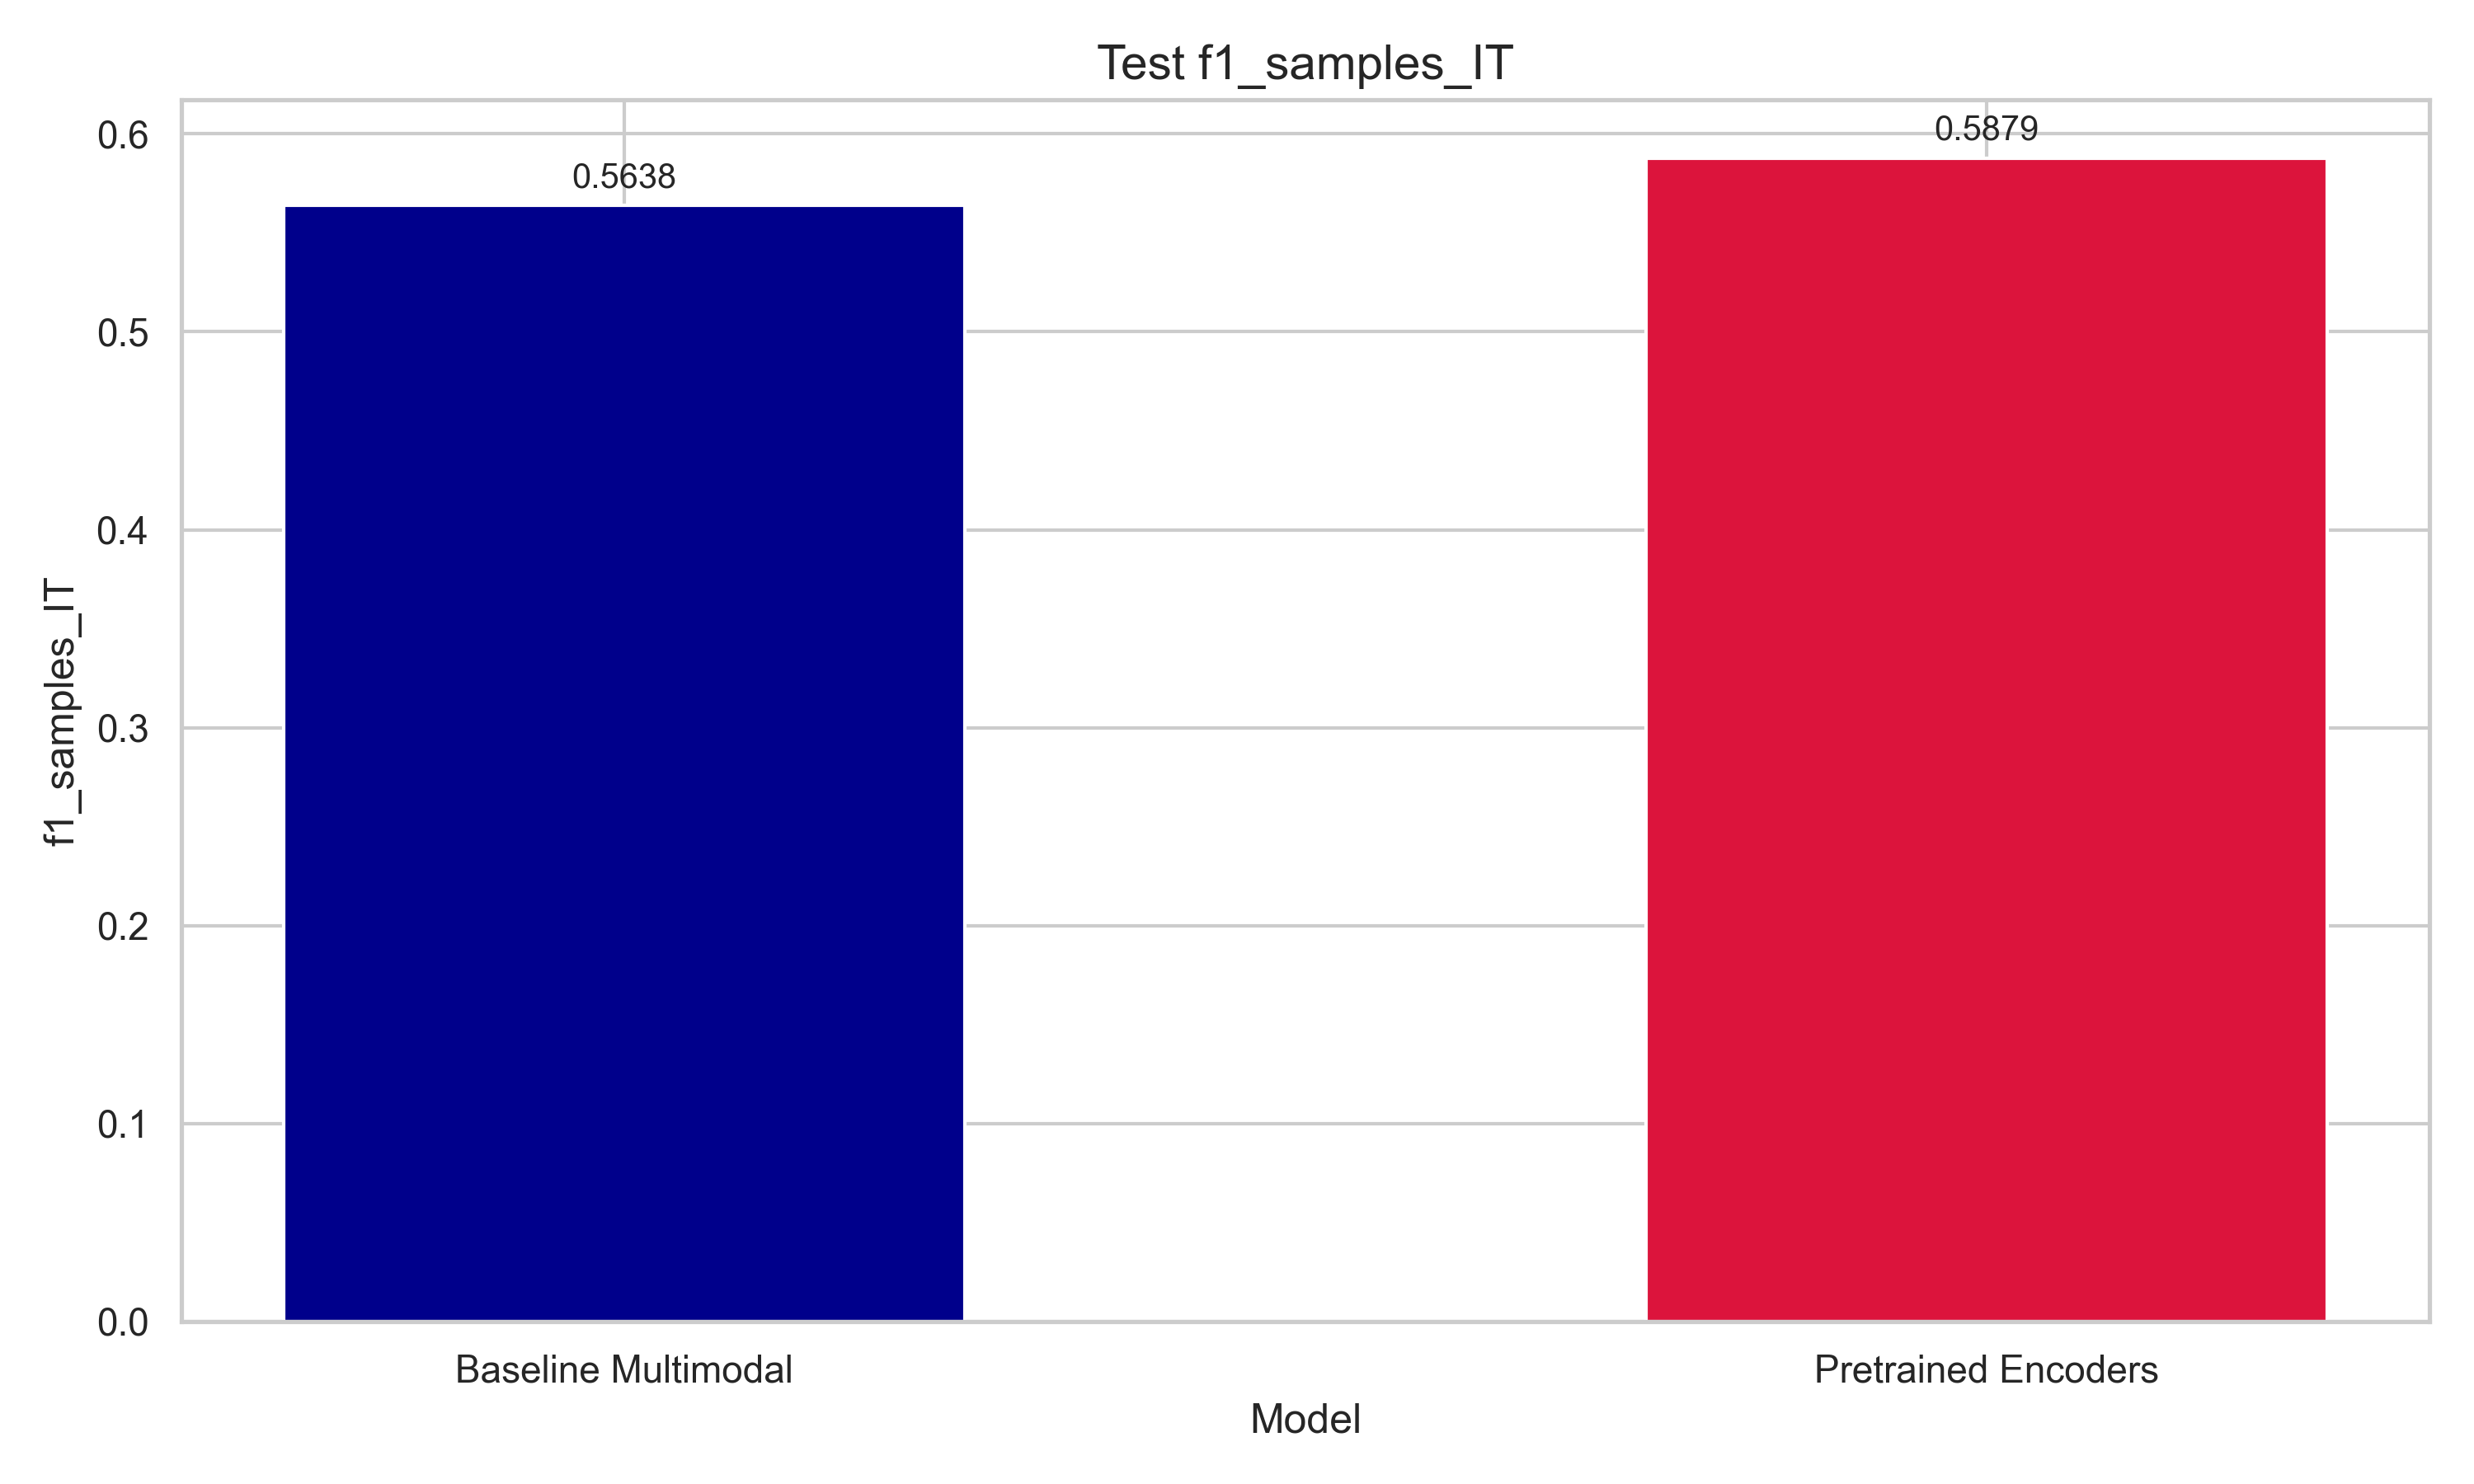 Test f1_samples_IT
0.5638
0.5879
0.6
0.5
0.4
0.3
0.2
0.1
0.0
f1_samples_IT
Baseline Multimodal
Pretrained Encoders
Model